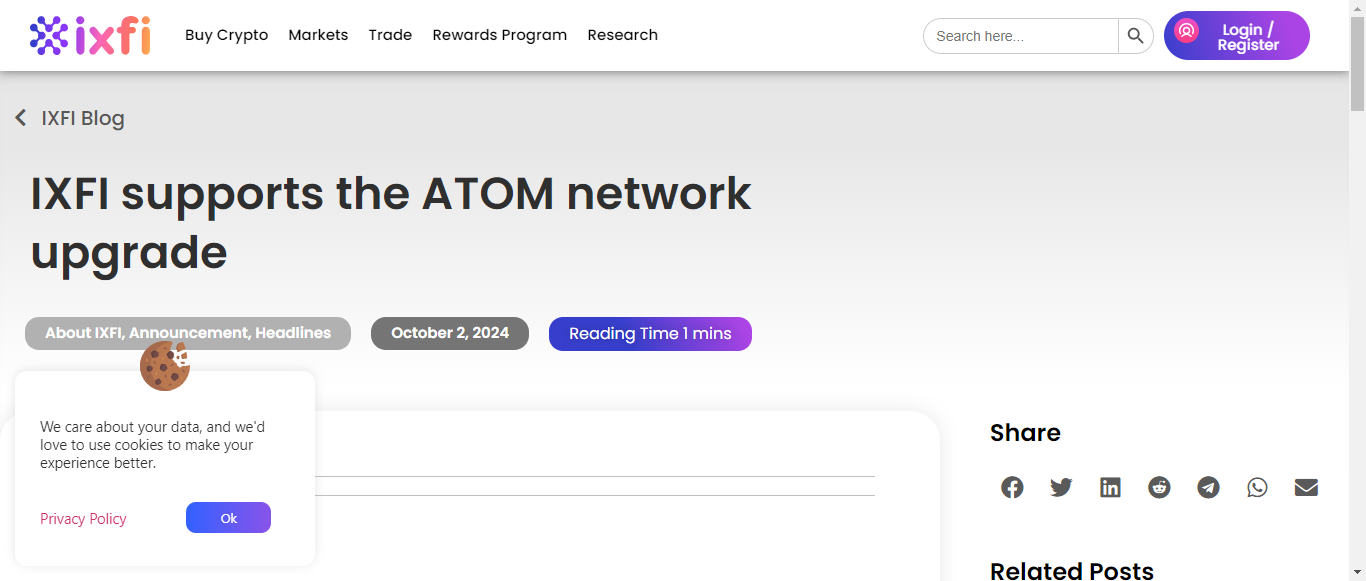 ixfi
Buy Crypto
Markets
Trade
Rewards Program
Research
Search here...
Login /
Register
IXFI Blog
IXFI supports the ATOM network
upgrade
About IXFI, Announcement, Headlines
October 2, 2024
Reading Time 1 mins
We care about your data, and we'd
love to use cookies to make your
experience better.
Privacy Policy
Ok
Share
Related Posts